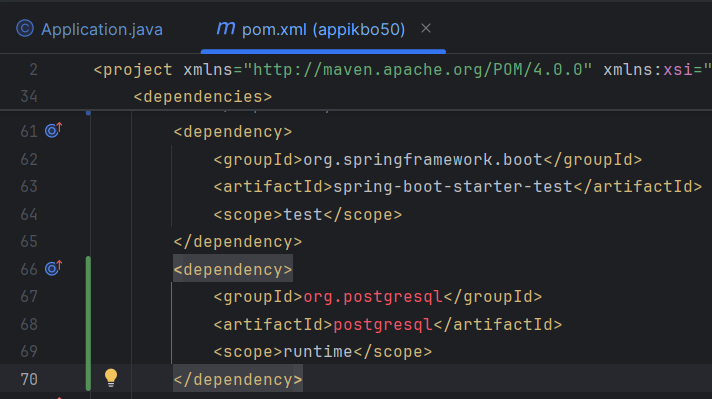 Application.java
pom.xml (appikbo50)
2 <project xmlns="http://maven.apache.org/POM/4.0.0" xmlns:xsi="
34 <dependencies>
61 <dependency>
62 <groupId>org.springframework.boot</groupId>
63 <artifactId>spring-boot-starter-test</artifactId>
64 <scope>test</scope>
65 </dependency>
66 <dependency>
67 <groupId>org.postgresql</groupId>
68 <artifactId>postgresql</artifactId>
69 <scope>runtime</scope>
70 </dependency>